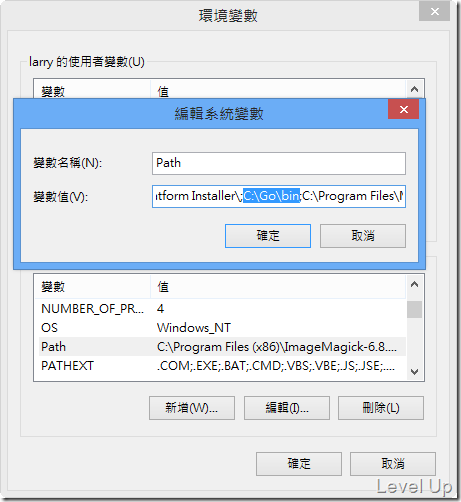 環境變數
larry 的使用者變數(U)
變數 值
編輯系統變數
變數名稱(N): Path
變數值(V): itform Installer\;C:\Go\bin;C:\Program Files\M
確定 取消
變數 值
NUMBER_OF_PR... 4
OS Windows_NT
Path C:\Program Files (x86)\ImageMagick-6.8....
PATHEXT .COM;.EXE;.BAT;.CMD;.VBS;.VBE;.JS;.JSE;....
新增(W)... 編輯(I)... 刪除(L)
確定 取消
Level Up